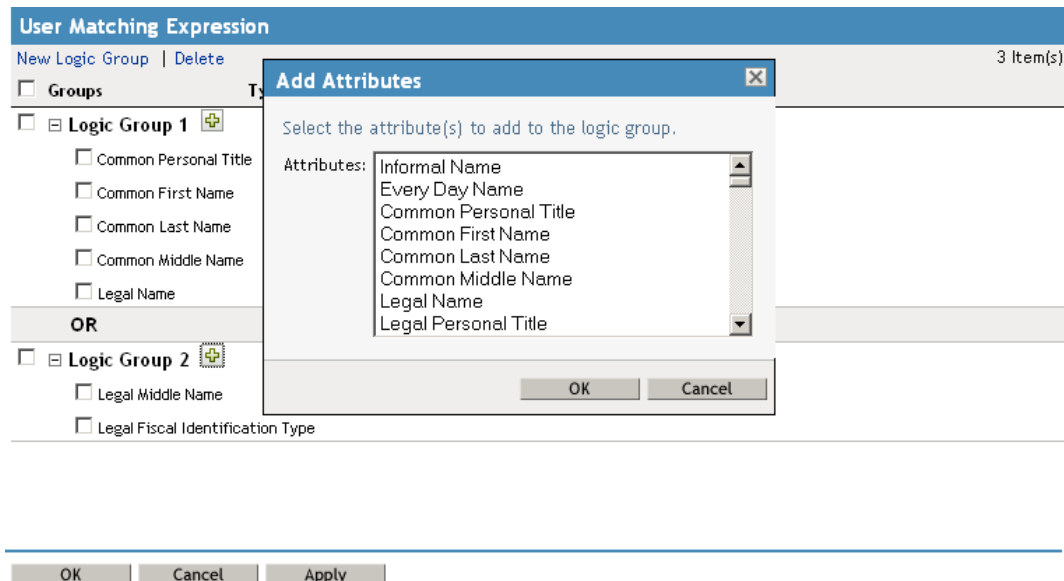 User Matching Expression
New Logic Group | Delete
3 Item(s)
Groups
Add Attributes
Select the attribute(s) to add to the logic group.
Attributes:
Informal Name
Every Day Name
Common Personal Title
Common First Name
Common Last Name
Common Middle Name
Legal Name
Legal Personal Title
OK Cancel
Logic Group 1
Common Personal Title
Common First Name
Common Last Name
Common Middle Name
Legal Name
OR
Logic Group 2
Legal Middle Name
Legal Fiscal Identification Type
OK Cancel Apply